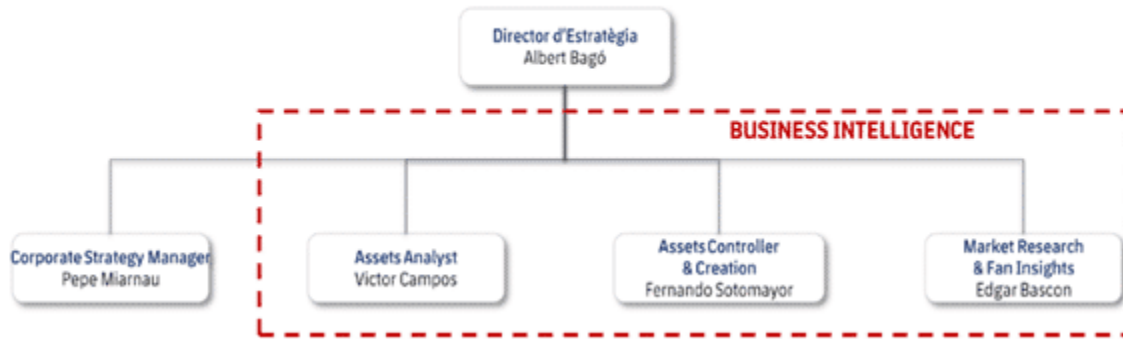 Director d'Estratègia
Albert Bagó
BUSINESS INTELLIGENCE
Corporate Strategy Manager
Pepe Miarnau
Assets Analyst
Victor Campos
Assets Controller
& Creation
Fernando Sotomayor
Market Research
& Fan Insights
Edgar Bascon